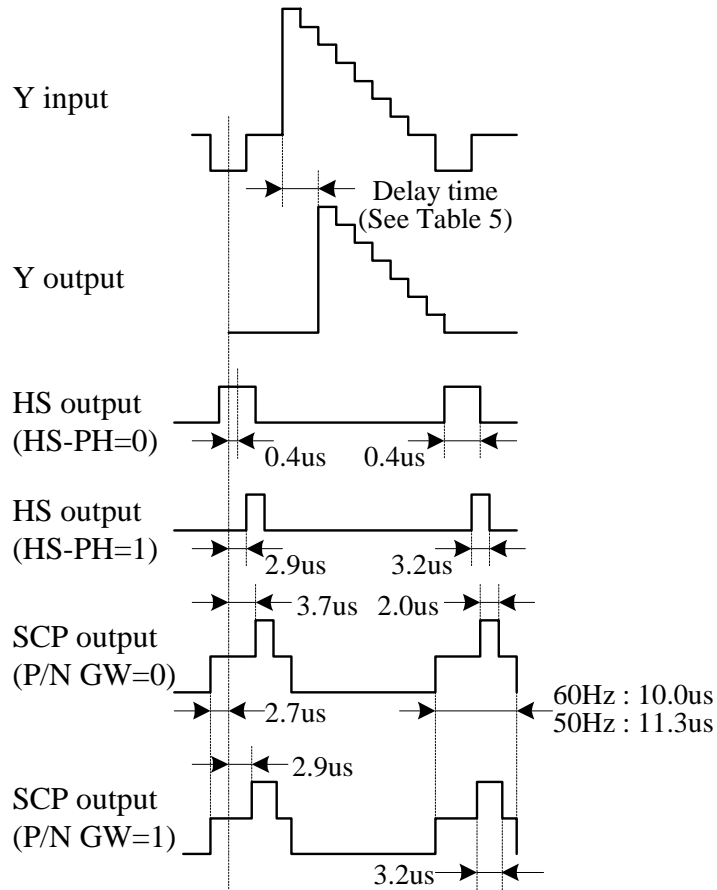 Y input
Delay time
(See Table 5)
Y output
HS output
(HS-PH=0)
0.4us
0.4us
HS output
(HS-PH=1)
2.9us
3.2us
3.7us
2.0us
SCP output
(P/N GW=0)
2.7us
60Hz : 10.0us
50Hz : 11.3us
2.9us
SCP output
(P/N GW=1)
3.2us